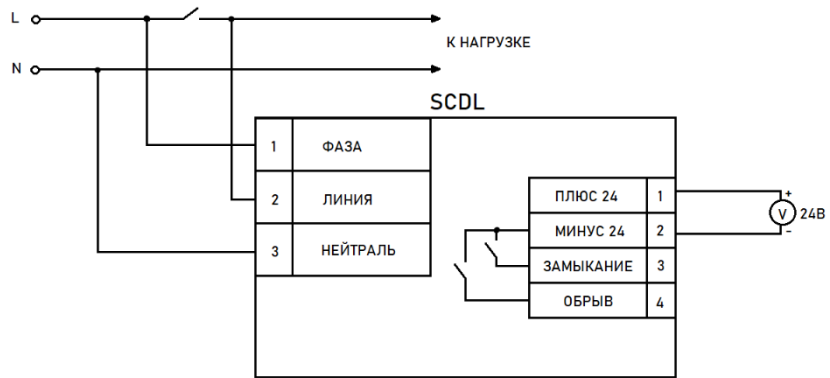 L
К НАГРУЗКЕ
N
SCDL
1 ФАЗА
2 ЛИНИЯ
3 НЕЙТРАЛЬ
ПЛЮС 24 1
МИНУС 24 2
ЗАМЫКАНИЕ 3
ОБРЫВ 4
+
V 24В
-